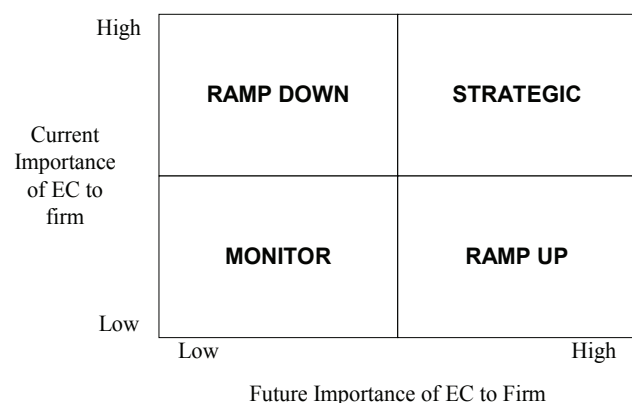 High
RAMP DOWN
STRATEGIC
Current
Importance
of EC to
firm
MONITOR
RAMP UP
Low
Low
High
Future Importance of EC to Firm